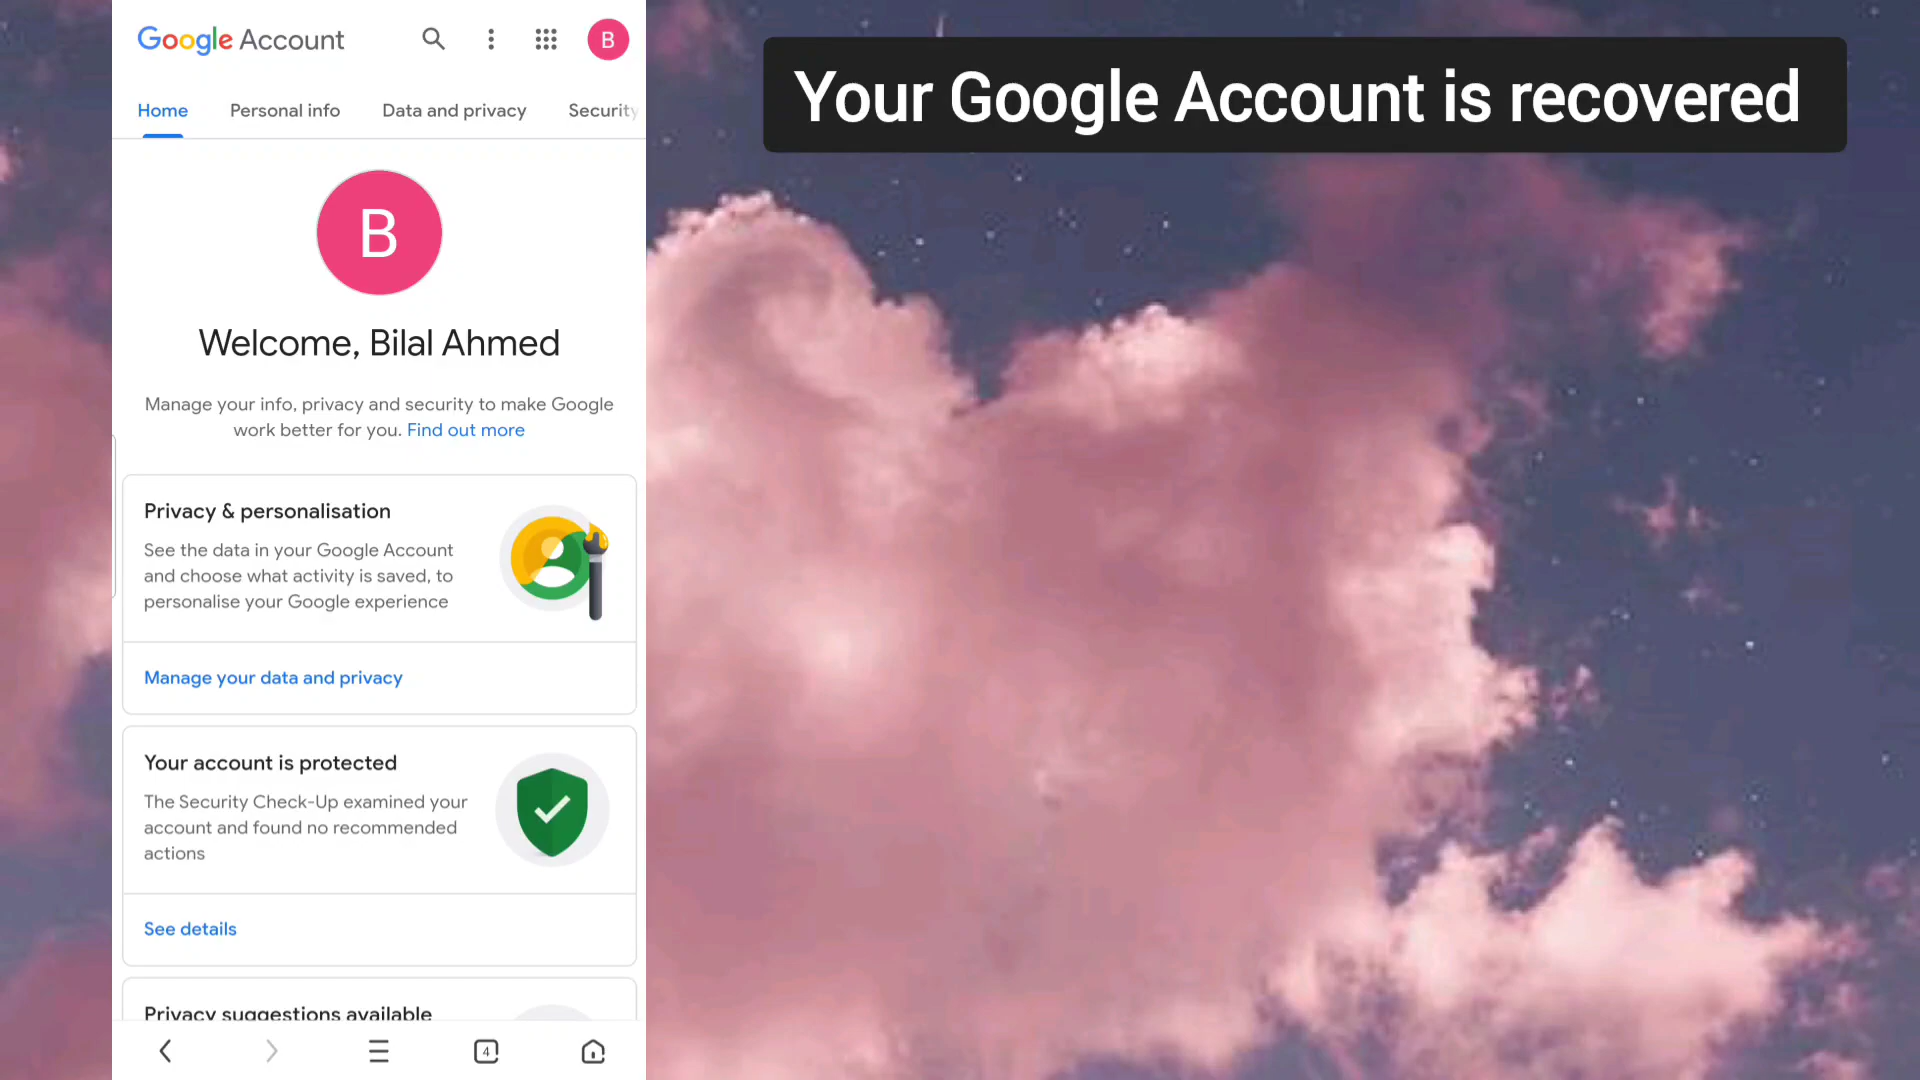 Google Account
B
Home Personal info Data and privacy Security
B
Welcome, Bilal Ahmed
Manage your info, privacy and security to make Google
work better for you. Find out more
Privacy & personalisation
See the data in your Google Account
and choose what activity is saved, to
personalise your Google experience
Manage your data and privacy
Your account is protected
The Security Check-Up examined your
account and found no recommended
actions
See details
Privacy suggestions available
4
Your Google Account is recovered